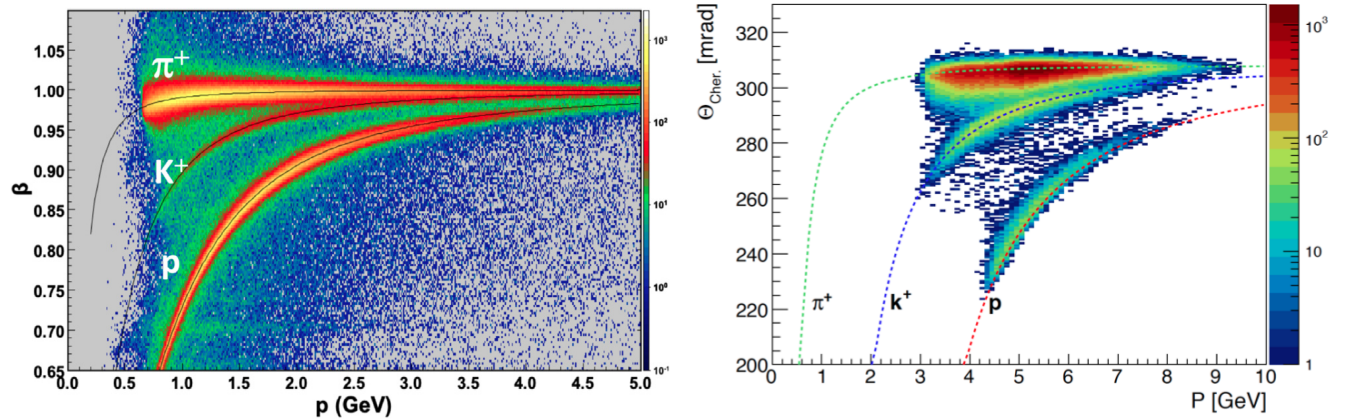 β
1.05
1.00
0.95
0.90
0.85
0.80
0.75
0.70
0.65
π⁺
K⁺
p
0.0 0.5 1.0 1.5 2.0 2.5 3.0 3.5 4.0 4.5 5.0
p (GeV)
10³
10²
10¹
10⁰
10⁻¹
Θ_Cher. [mrad]
320
300
280
260
240
220
200
π⁺ k⁺ p
0 1 2 3 4 5 6 7 8 9 10
P [GeV]
10³
10²
10
1